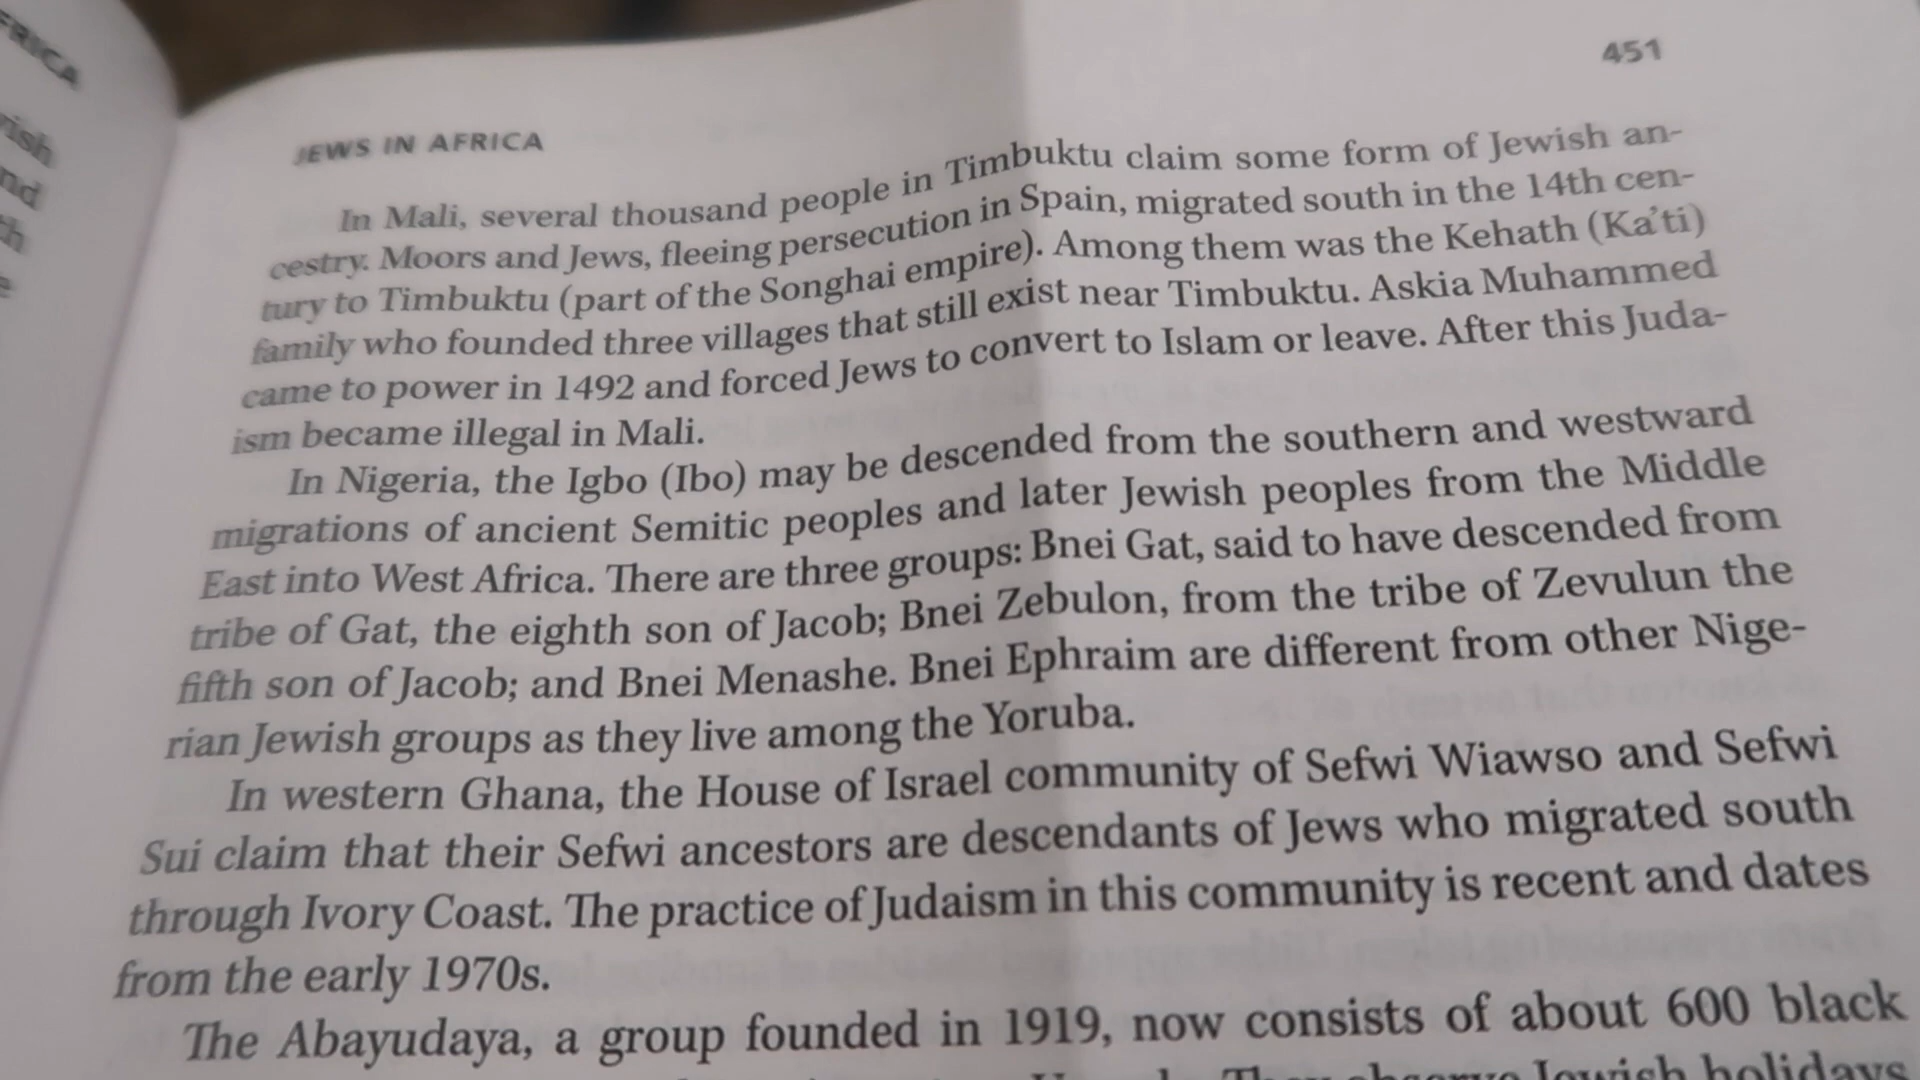 451
JEWS IN AFRICA
In Mali, several thousand people in Timbuktu claim some form of Jewish an-
cestry. Moors and Jews, fleeing persecution in Spain, migrated south in the 14th cen-
tury to Timbuktu (part of the Songhai empire). Among them was the Kehath (Ka'ti)
family who founded three villages that still exist near Timbuktu. Askia Muhammed
came to power in 1492 and forced Jews to convert to Islam or leave. After this Juda-
ism became illegal in Mali.
In Nigeria, the Igbo (Ibo) may be descended from the southern and westward
migrations of ancient Semitic peoples and later Jewish peoples from the Middle
East into West Africa. There are three groups: Bnei Gat, said to have descended from
tribe of Gat, the eighth son of Jacob; Bnei Zebulon, from the tribe of Zevulun the
fifth son of Jacob; and Bnei Menashe. Bnei Ephraim are different from other Nige-
rian Jewish groups as they live among the Yoruba.
In western Ghana, the House of Israel community of Sefwi Wiawso and Sefwi
Sui claim that their Sefwi ancestors are descendants of Jews who migrated south
through Ivory Coast. The practice of Judaism in this community is recent and dates
from the early 1970s.
The Abayudaya, a group founded in 1919, now consists of about 600 black
They observe Jewish holidays